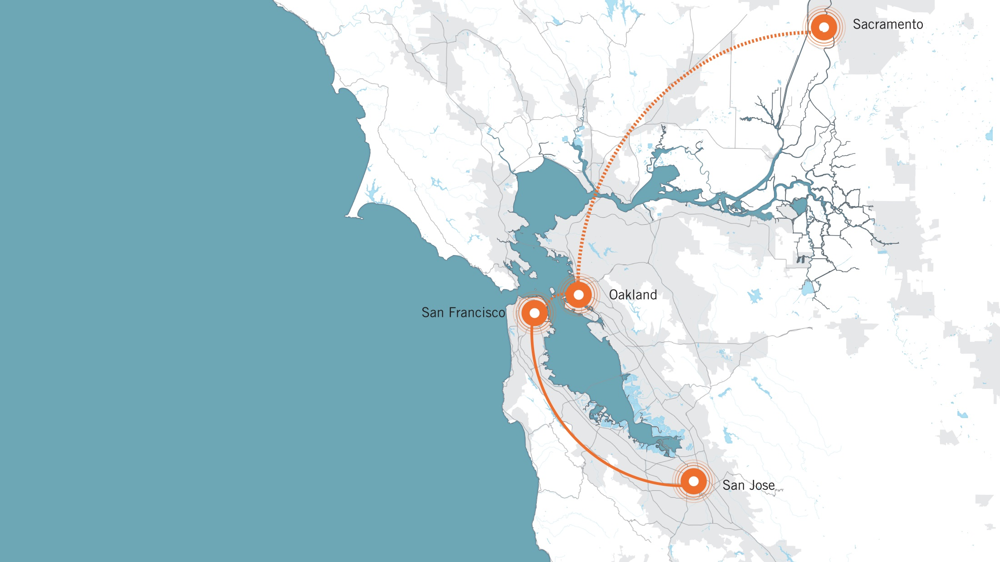 Sacramento
Oakland
San Francisco
San Jose